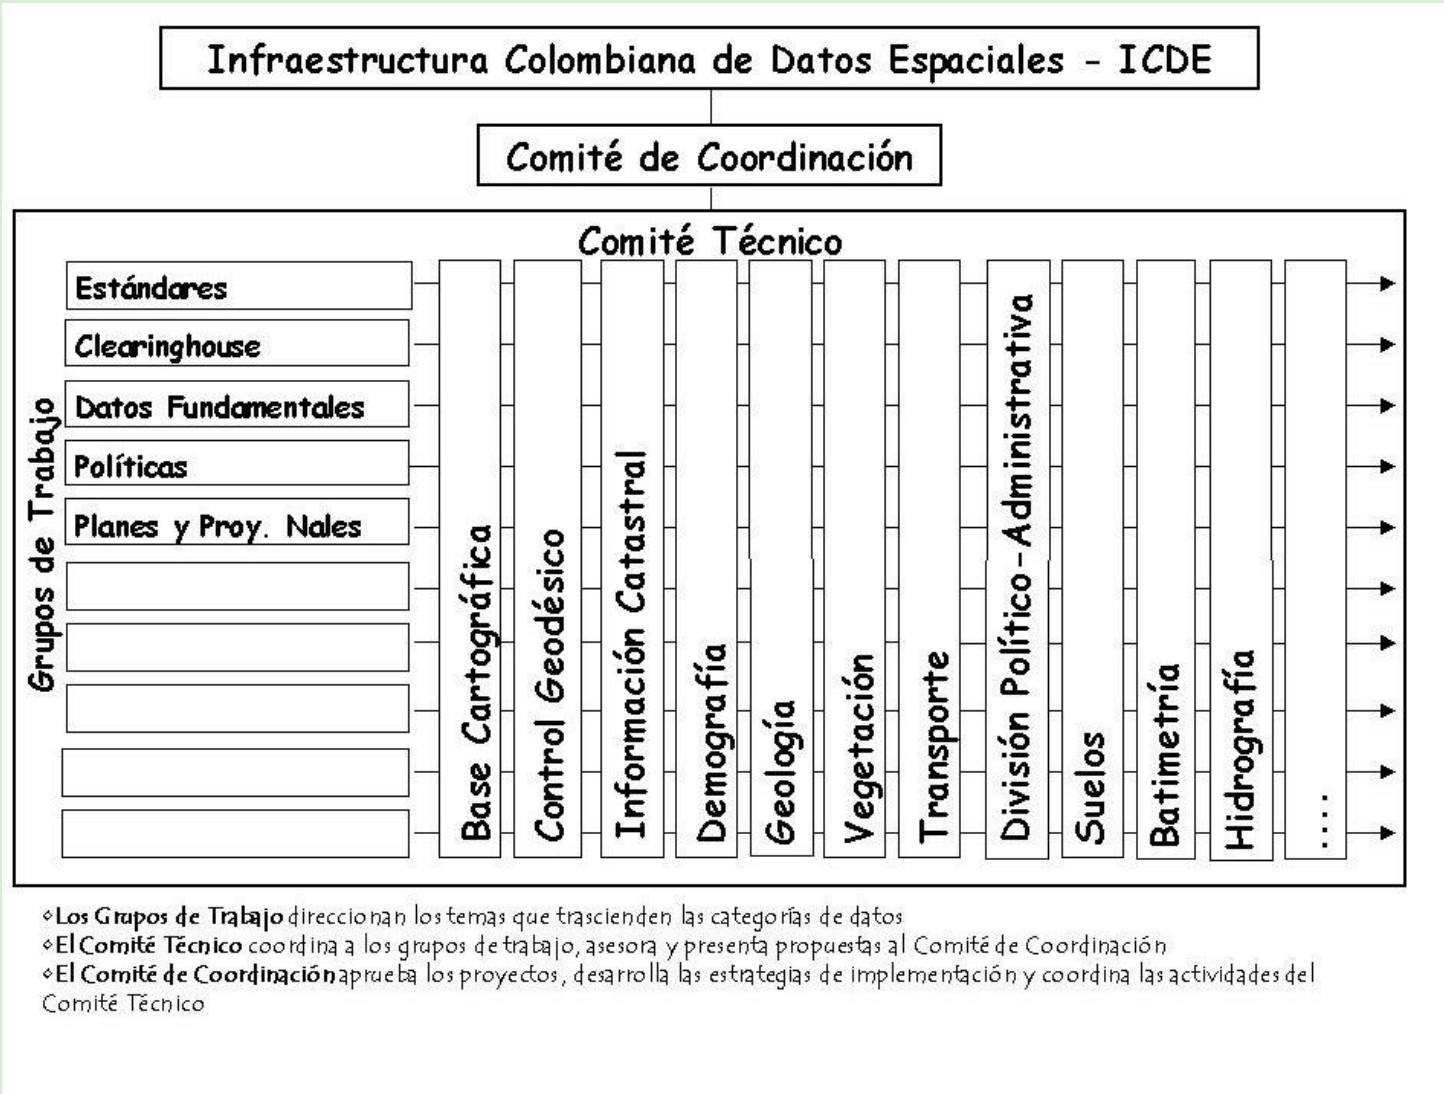 Infraestructura Colombiana de Datos Espaciales - ICDE
Comité de Coordinación
Comité Técnico
Grupos de Trabajo
Estándares
Clearinghouse
Datos Fundamentales
Políticas
Planes y Proy. Nales
Base Cartográfica
Control Geodésico
Información Catastral
Demografía
Geología
Vegetación
Transporte
División Político-Administrativa
Suelos
Batimetría
Hidrografía
....
⋄Los Grupos de Trabajo direccionan los temas que trascienden las categorías de datos
⋄El Comité Técnico coordina a los grupos de trabajo, asesora y presenta propuestas al Comité de Coordinación
⋄El Comité de Coordinación aprueba los proyectos, desarrolla las estrategias de implementación y coordina las actividades del
Comité Técnico